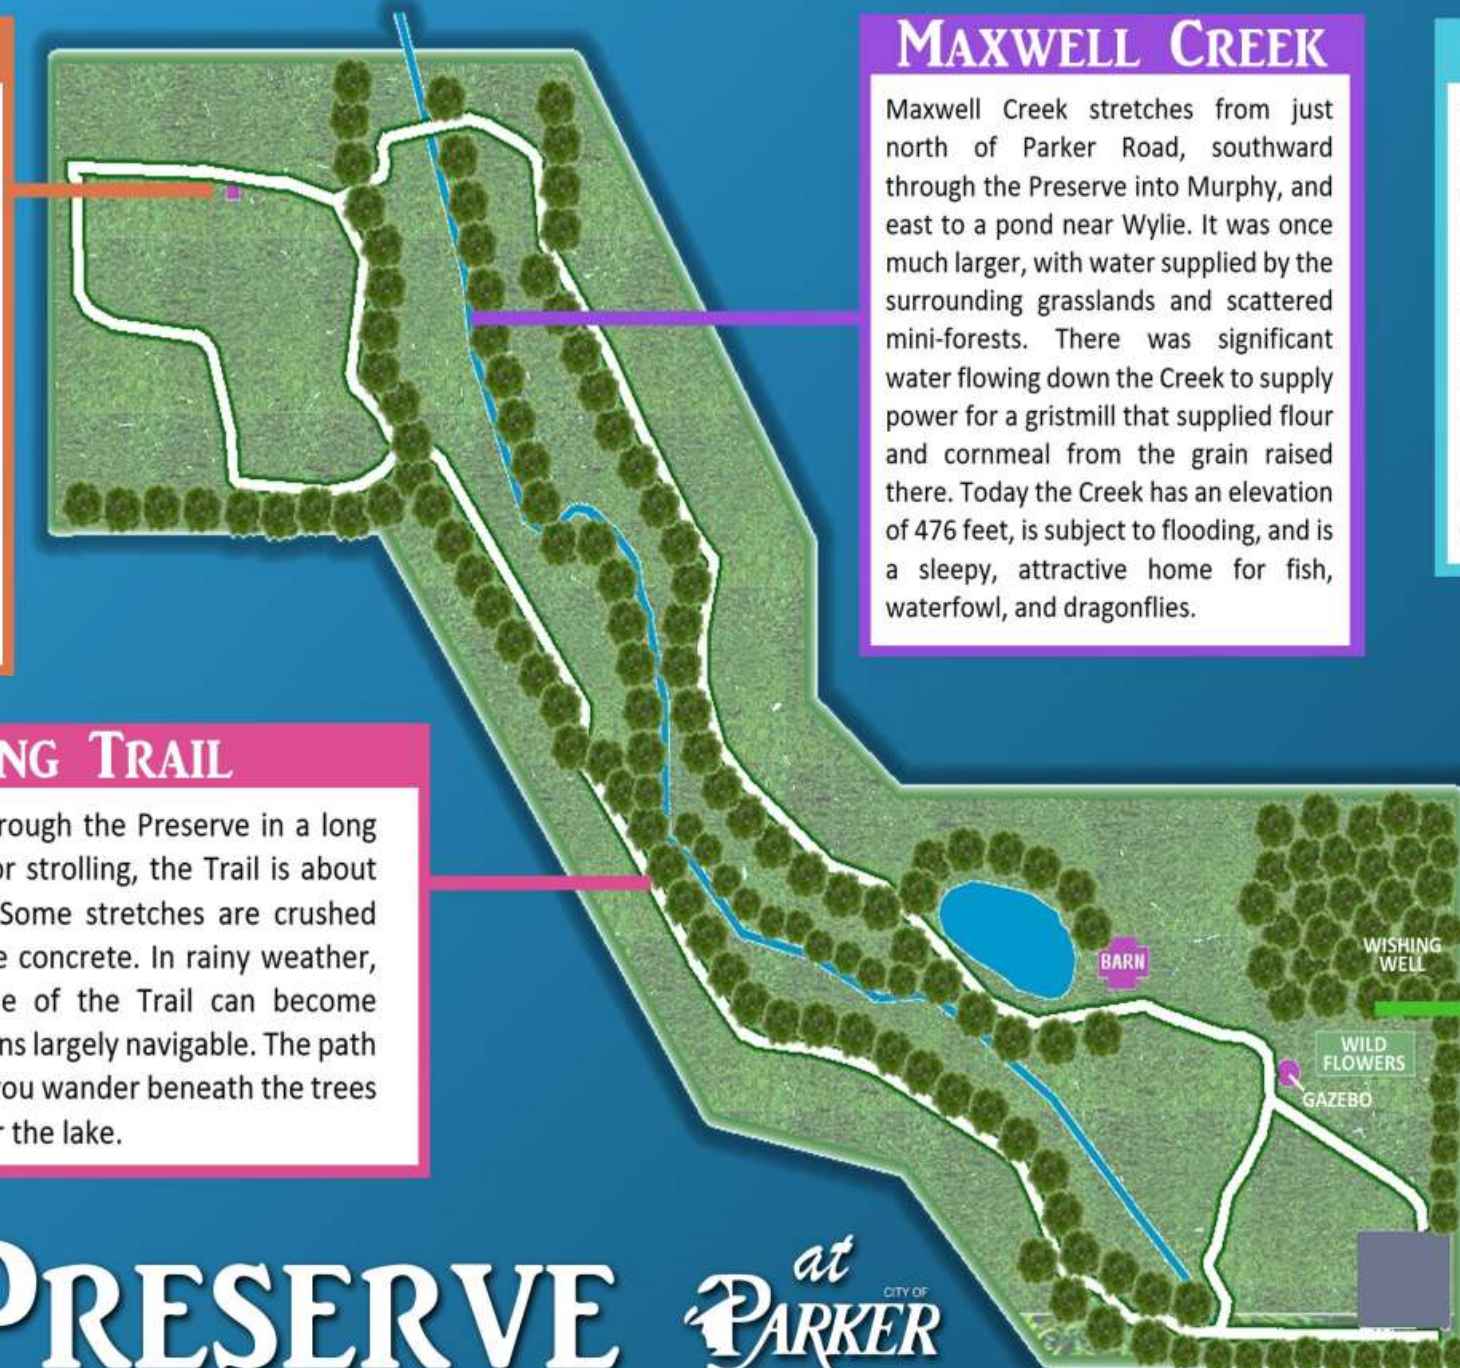 MAXWELL CREEK
Maxwell Creek stretches from just
north of Parker Road, southward
through the Preserve into Murphy, and
east to a pond near Wylie. It was once
much larger, with water supplied by the
surrounding grasslands and scattered
mini-forests. There was significant
water flowing down the Creek to supply
power for a gristmill that supplied flour
and cornmeal from the grain raised
there. Today the Creek has an elevation
of 476 feet, is subject to flooding, and is
a sleepy, attractive home for fish,
waterfowl, and dragonflies.
NG TRAIL
rough the Preserve in a long
or strolling, the Trail is about
Some stretches are crushed
e concrete. In rainy weather,
e of the Trail can become
ns largely navigable. The path
you wander beneath the trees
r the lake.
BARN
WISHING
WELL
WILD
FLOWERS
GAZEBO
PRESERVE
at
CITY OF
PARKER